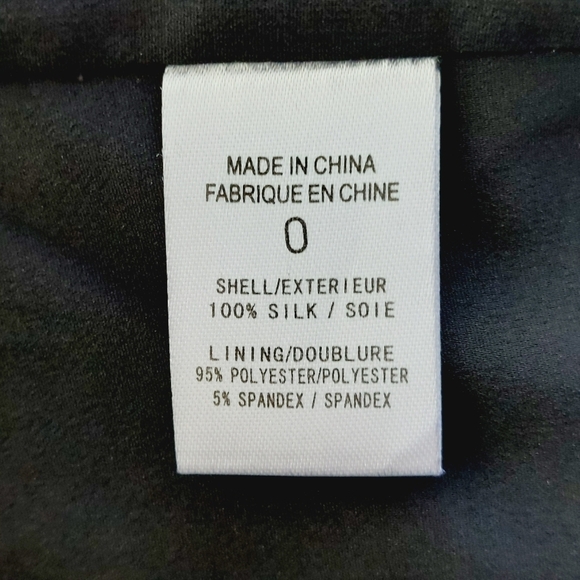 MADE IN CHINA
FABRIQUE EN CHINE
0
SHELL/EXTERIEUR
100% SILK / SOIE
LINING/DOUBLURE
95% POLYESTER/POLYESTER
5% SPANDEX / SPANDEX